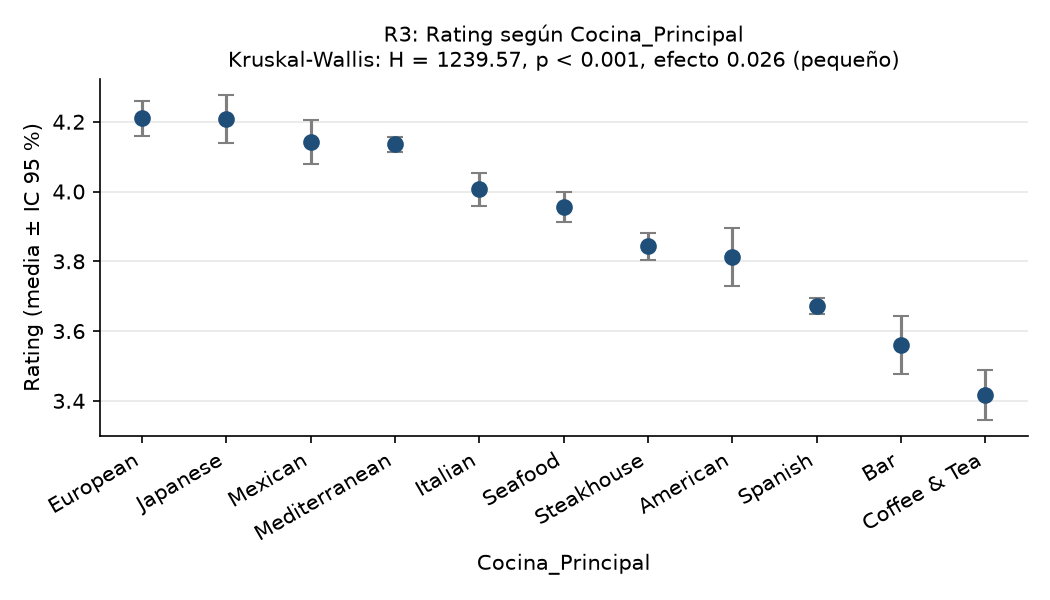 R3: Rating según Cocina_Principal
Kruskal-Wallis: H = 1239.57, p < 0.001, efecto 0.026 (pequeño)
Rating (media ± IC 95 %)
4.2
4.0
3.8
3.6
3.4
European
Japanese
Mexican
Mediterranean
Italian
Seafood
Steakhouse
American
Spanish
Bar
Coffee & Tea
Cocina_Principal